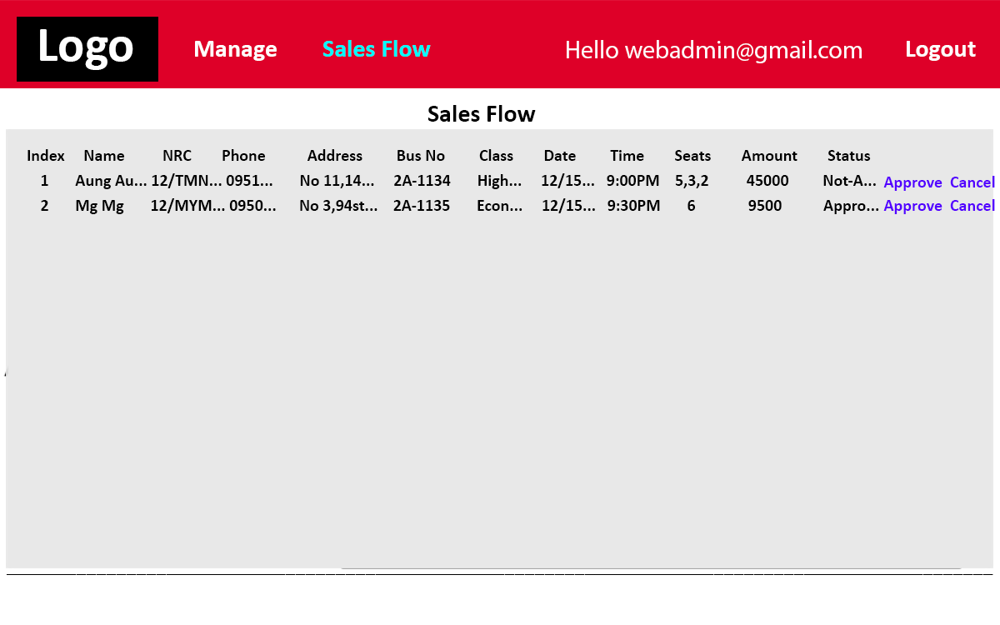 Logo Manage Sales Flow Hello webadmin@gmail.com Logout
Sales Flow
Index Name NRC Phone Address Bus No Class Date Time Seats Amount Status
1 Aung Au... 12/TMN... 0951... No 11,14... 2A-1134 High... 12/15... 9:00PM 5,3,2 45000 Not-A... Approve Cancel
2 Mg Mg 12/MYM... 0950... No 3,94st... 2A-1135 Econ... 12/15... 9:30PM 6 9500 Appro... Approve Cancel